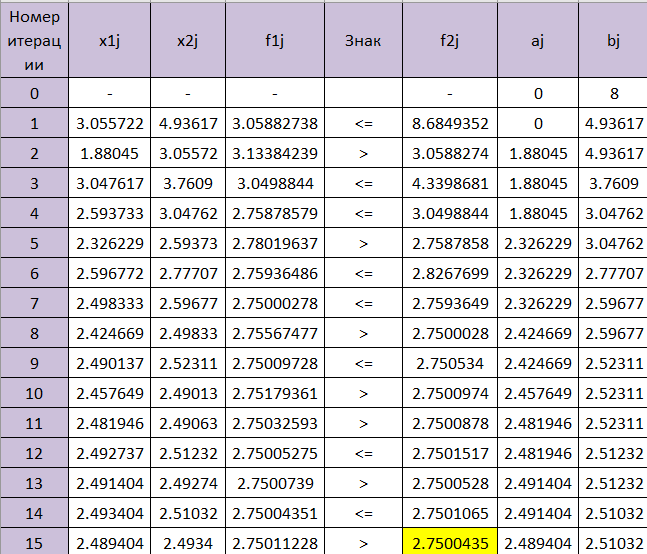 Номер итерац ии x1j x2j f1j Знак f2j aj bj
0 - - - - 0 8
1 3.055722 4.93617 3.05882738 <= 8.6849352 0 4.93617
2 1.88045 3.05572 3.13384239 > 3.0588274 1.88045 4.93617
3 3.047617 3.7609 3.0498844 <= 4.3398681 1.88045 3.7609
4 2.593733 3.04762 2.75878579 <= 3.0498844 1.88045 3.04762
5 2.326229 2.59373 2.78019637 > 2.7587858 2.326229 3.04762
6 2.596772 2.77707 2.75936486 <= 2.8267699 2.326229 2.77707
7 2.498333 2.59677 2.75000278 <= 2.7593649 2.326229 2.59677
8 2.424669 2.49833 2.75567477 > 2.7500028 2.424669 2.59677
9 2.490137 2.52311 2.75009728 <= 2.750534 2.424669 2.52311
10 2.457649 2.49013 2.75179361 > 2.7500974 2.457649 2.52311
11 2.481946 2.49063 2.75032593 > 2.7500878 2.481946 2.52311
12 2.492737 2.51232 2.75005275 <= 2.7501517 2.481946 2.51232
13 2.491404 2.49274 2.7500739 > 2.7500528 2.491404 2.51232
14 2.493404 2.51032 2.75004351 <= 2.7501065 2.491404 2.51032
15 2.489404 2.4934 2.75011228 > 2.7500435 2.489404 2.51032